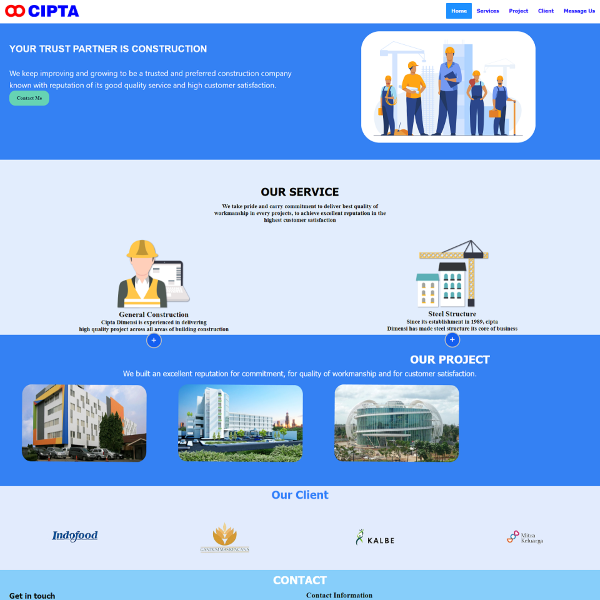 CIPTA
Home Services Project Client Message Us
YOUR TRUST PARTNER IS CONSTRUCTION
We keep improving and growing to be a trusted and preferred construction company
known with reputation of its good quality service and high customer satisfaction.
Contact Me
OUR SERVICE
We take pride and carry commitment to deliver best quality of
workmanship in every projects, to achieve excellent reputation in the
highest customer satisfaction
General Construction
Cipta Dimensi is experienced in delivering
high quality project across all areas of building construction
+
Steel Structure
Since its establishment in 1989, cipta
Dimensi has made steel structure its core of business
+
OUR PROJECT
We built an excellent reputation for commitment, for quality of workmanship and for customer satisfaction.
Our Client
Indofood
KALBE
Mitra
Keluarga
CONTACT
Get in touch
Contact Information